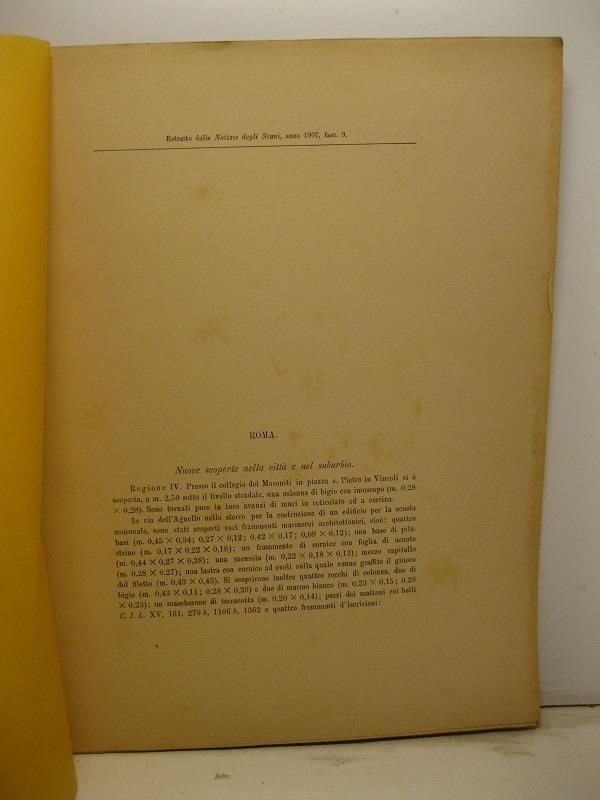 Estratto dalle Notizie degli Scavi, anno 1907, fasc. 9.
ROMA.
Nuove scoperte nella città e nel suburbio.
Regione IV. Presso il collegio dei Maroniti in piazza s. Pietro in Vincoli si è
scoperta, a m. 2,50 sotto il livello stradale, una colonna di bigio con imoscapo (m. 0.28
× 0,28). Sono tornati pure in luce avanzi di muri in reticolato ed a cortina.
In via dell'Agnello nello sterro per la costruzione di un edificio per la scuola
comunale, sono stati scoperti vari frammenti marmorei architettonici, cioè: quattro
basi (m. 0,45 × 0,34; 0,27 × 0,12; 0,42 × 0,17; 0,09 × 0,12); una base di pila-
strino (m. 0,17 × 0,22 × 0,18); un frammento di cornice con foglia di acanto
(m. 0,44 × 0,27 × 0,28); una mensola (m. 0,22 × 0,18 × 0,13); mezzo capitello
(m. 0.28 × 0.27); una lastra con cornice ad ovoli sulla quale venne graffito il giuoco
del filetto (m. 0,43 × 0,43). Si scoprirono inoltre quattro rocchi di colonna, due di
bigio (m. 0,43 × 0,11; 0,28 × 0,20) e due di marmo bianco (m. 0,23 × 0,15; 0,28
× 0,23); un mascherone di terracotta (m. 0,20 × 0,14); pezzi dei mattoni coi bolli
C. I. L. XV, 161, 279 b, 1106 b, 1362 e quattro frammenti d'iscrizioni: